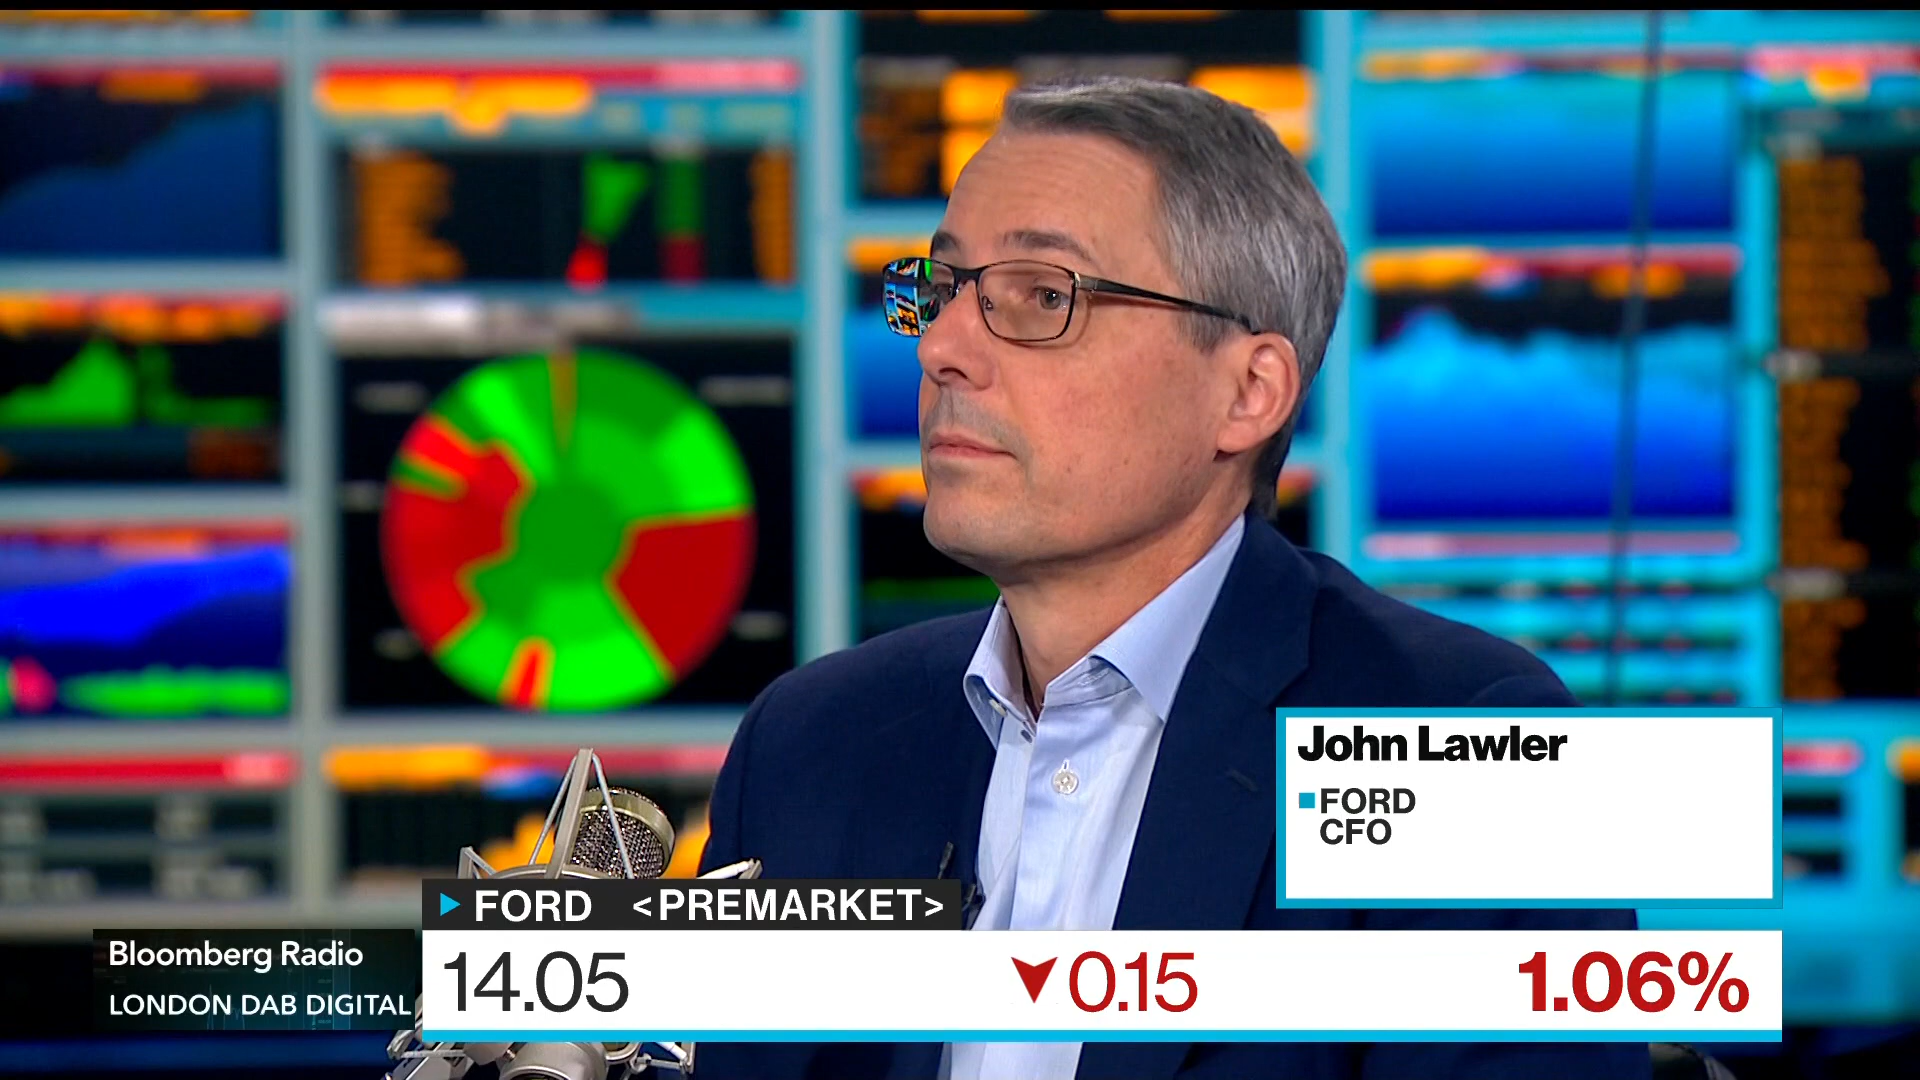 John Lawler
FORD
CFO
FORD <PREMARKET>
14.05 ▼0.15 1.06%
Bloomberg Radio
LONDON DAB DIGITAL